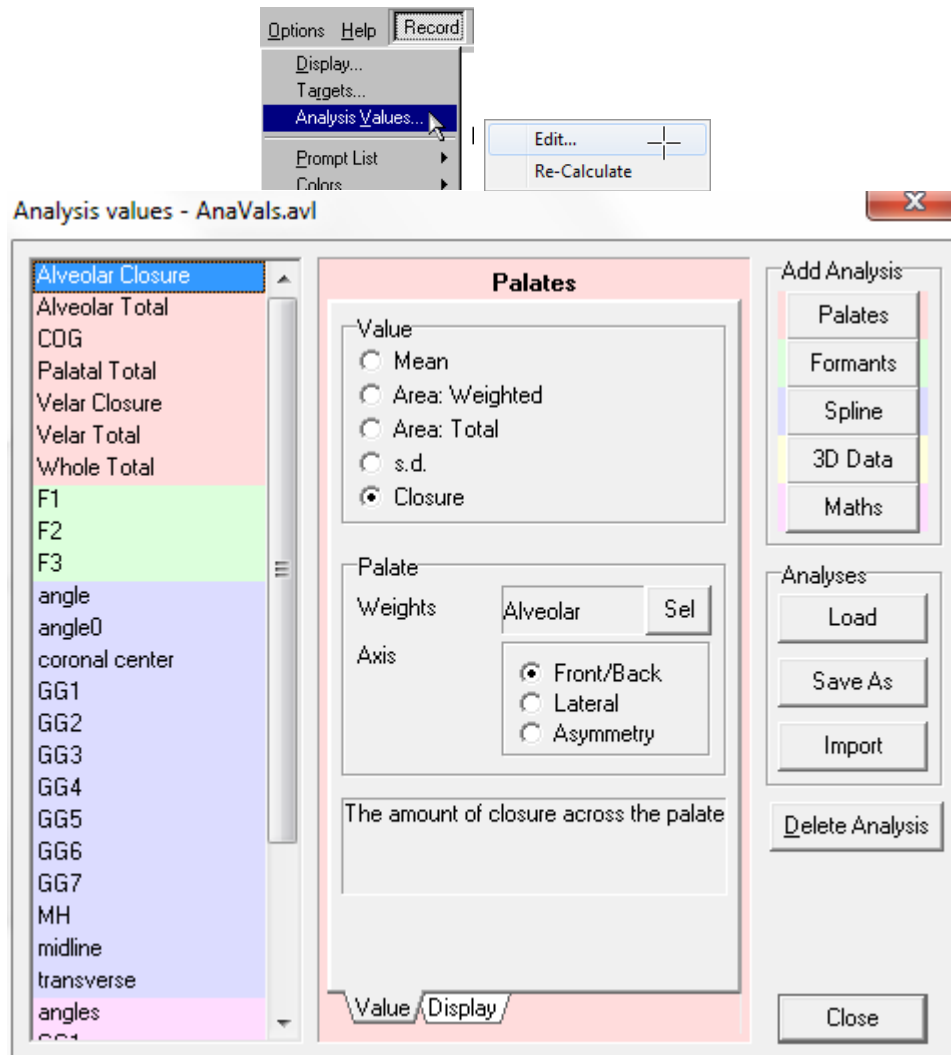 Options Help Record
Display...
Targets...
Analysis Values...
Prompt List
Colors
Edit...
Re-Calculate
Analysis values - AnaVals.avl
Alveolar Closure
Alveolar Total
COG
Palatal Total
Velar Closure
Velar Total
Whole Total
F1
F2
F3
angle
angle0
coronal center
GG1
GG2
GG3
GG4
GG5
GG6
GG7
MH
midline
transverse
angles
Palates
Value
Mean
Area: Weighted
Area: Total
s.d.
Closure
Palate
Weights Alveolar Sel
Axis
Front/Back
Lateral
Asymmetry
The amount of closure across the palate
Value Display
Add Analysis
Palates
Formants
Spline
3D Data
Maths
Analyses
Load
Save As
Import
Delete Analysis
Close